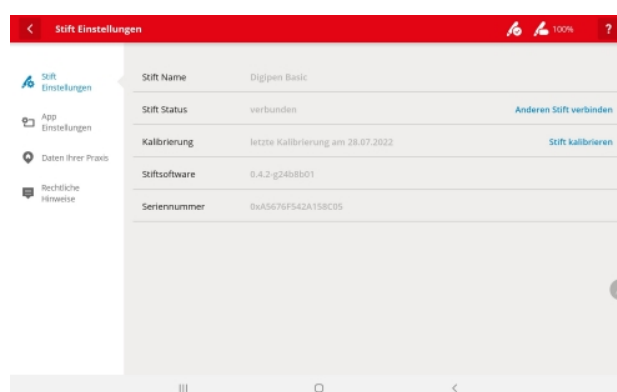 Stift Einstellungen
100%
?
Stift
Einstellungen
App
Einstellungen
Daten Ihrer Praxis
Rechtliche
Hinweise
Stift Name Digipen Basic
Stift Status verbunden Anderen Stift verbinden
Kalibrierung letzte Kalibrierung am 28.07.2022 Stift kalibrieren
Stiftsoftware 0.4.2-g24b8b01
Seriennummer 0xA5676F542A158C05